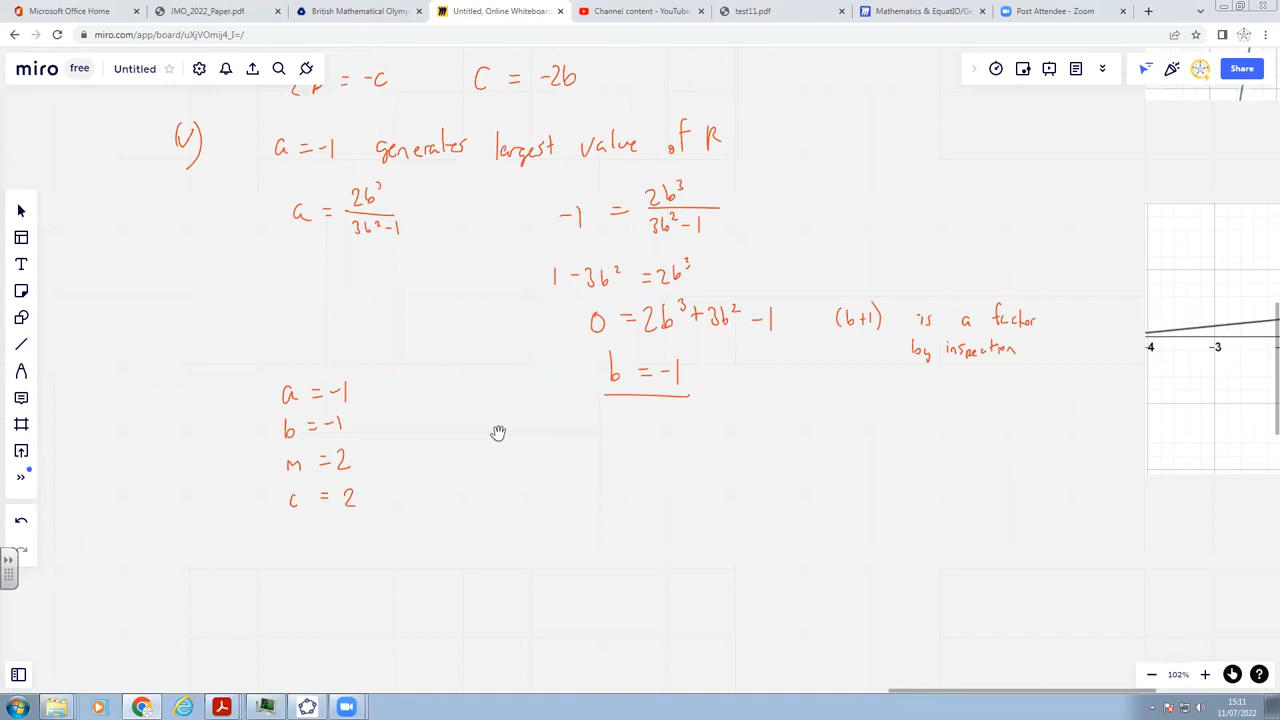 Microsoft Office Home
JMO_2022_Paper.pdf
British Mathematical Olymp
Untitled, Online Whiteboard
Channel content - YouTube
test11.pdf
Mathematics & EquatIO/G
Post Attendee - Zoom
miro.com/app/board/uXjVOmij4_I=/
miro free Untitled Share
= -c C = -2b
(v) a = -1 generates largest value of R
a = 2b³/3b²-1 -1 = 2b³/3b²-1
1 - 3b² = 2b³
0 = 2b³ + 3b² - 1 (b+1) is a factor
by inspection
-4 -3
b = -1
a = -1
b = -1
m = 2
c = 2
102%
15:11
11/07/2022